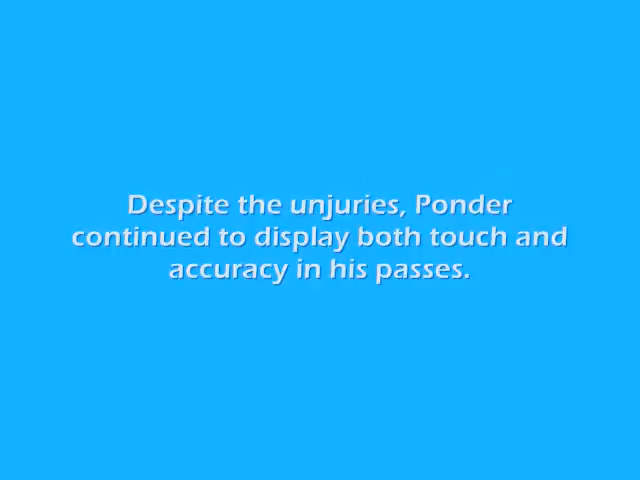 Despite the unjuries, Ponder
continued to display both touch and
accuracy in his passes.